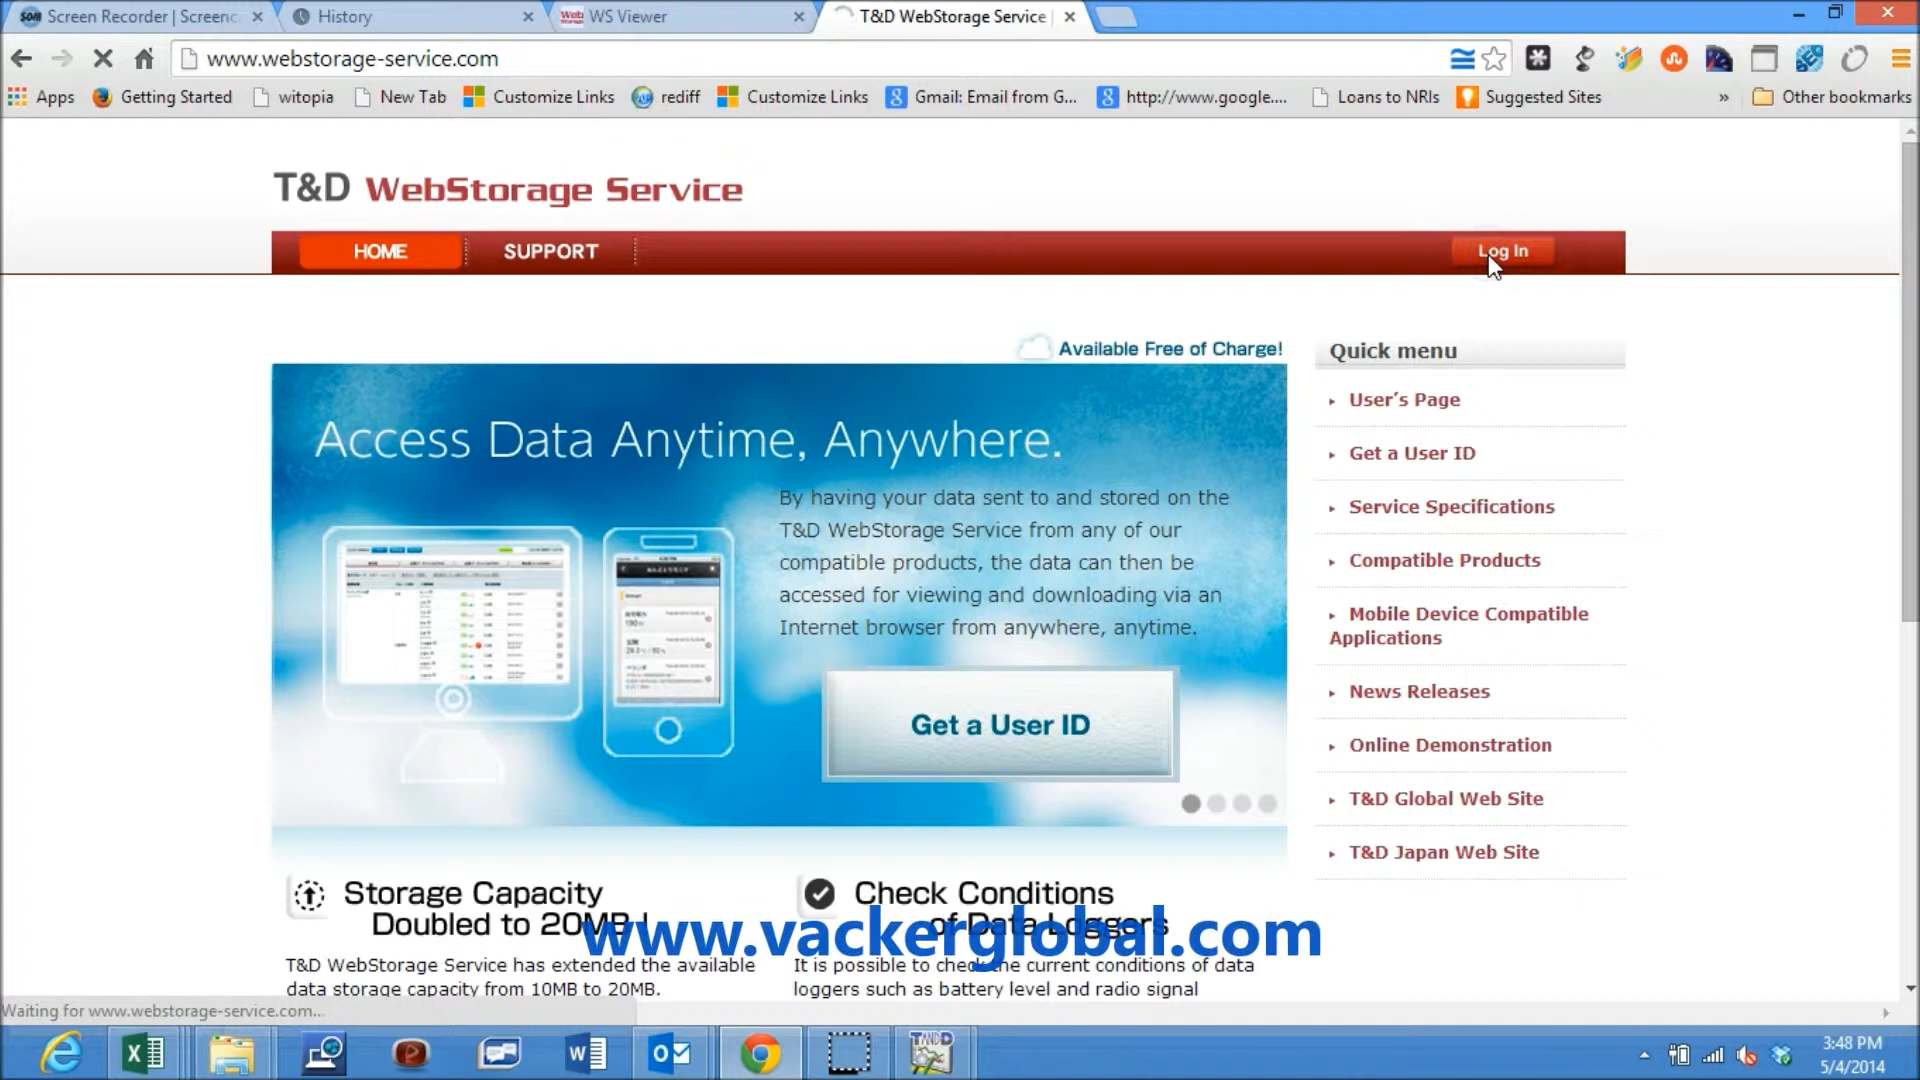 Screen Recorder | Screenc
History
WS Viewer
T&D WebStorage Service
www.webstorage-service.com
Apps
Getting Started
witopia
New Tab
Customize Links
rediff
Customize Links
Gmail: Email from G...
http://www.google....
Loans to NRIs
Suggested Sites
»
Other bookmarks
T&D WebStorage Service
HOME
SUPPORT
Log In
Available Free of Charge!
Access Data Anytime, Anywhere.
By having your data sent to and stored on the
T&D WebStorage Service from any of our
compatible products, the data can then be
accessed for viewing and downloading via an
Internet browser from anywhere, anytime.
Get a User ID
Quick menu
User's Page
Get a User ID
Service Specifications
Compatible Products
Mobile Device Compatible
Applications
News Releases
Online Demonstration
T&D Global Web Site
T&D Japan Web Site
Storage Capacity
Doubled to 20MB!
Check Conditions
of Data Loggers
www.vackerglobal.com
T&D WebStorage Service has extended the available
data storage capacity from 10MB to 20MB.
It is possible to check the current conditions of data
loggers such as battery level and radio signal
Waiting for www.webstorage-service.com...
3:48 PM
5/4/2014